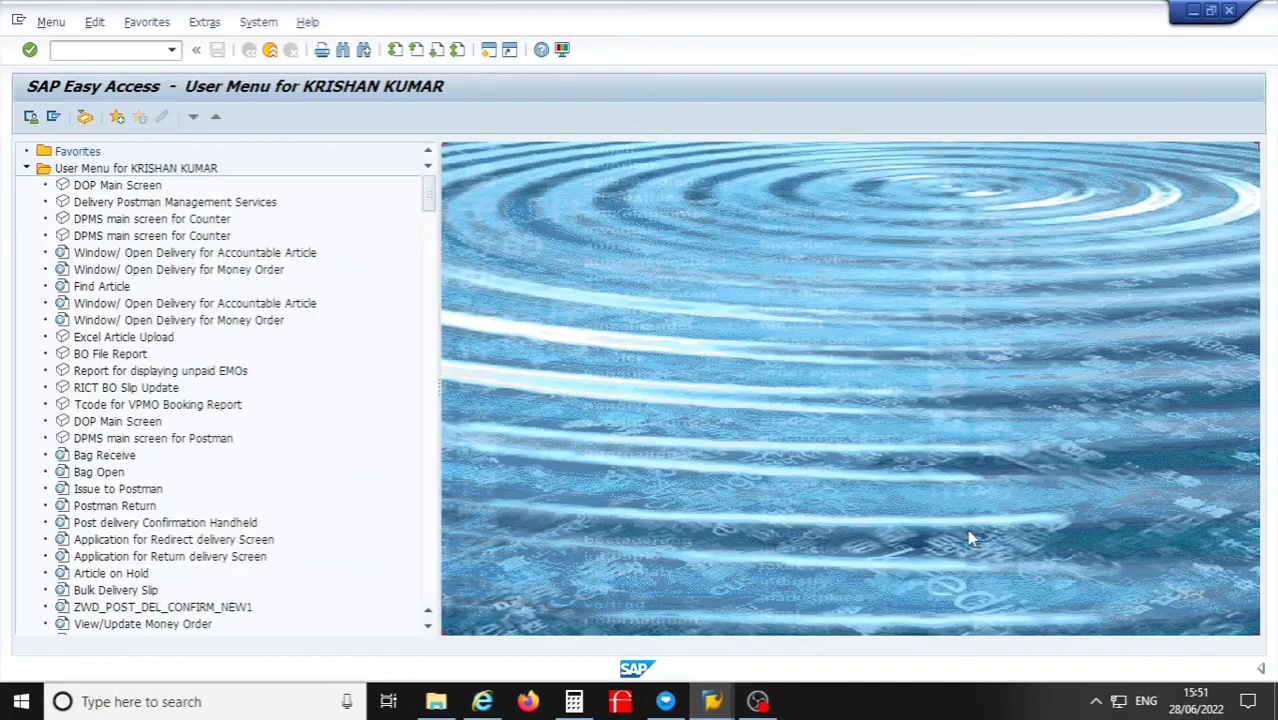 Menu Edit Favorites Extras System Help
SAP Easy Access - User Menu for KRISHAN KUMAR
Favorites
User Menu for KRISHAN KUMAR
DOP Main Screen
Delivery Postman Management Services
DPMS main screen for Counter
DPMS main screen for Counter
Window/ Open Delivery for Accountable Article
Window/ Open Delivery for Money Order
Find Article
Window/ Open Delivery for Accountable Article
Window/ Open Delivery for Money Order
Excel Article Upload
BO File Report
Report for displaying unpaid EMOs
RICT BO Slip Update
Tcode for VPMO Booking Report
DOP Main Screen
DPMS main screen for Postman
Bag Receive
Bag Open
Issue to Postman
Postman Return
Post delivery Confirmation Handheld
Application for Redirect delivery Screen
Application for Return delivery Screen
Article on Hold
Bulk Delivery Slip
ZWD_POST_DEL_CONFIRM_NEW1
View/Update Money Order
SAP
Type here to search
ENG
15:51
28/06/2022